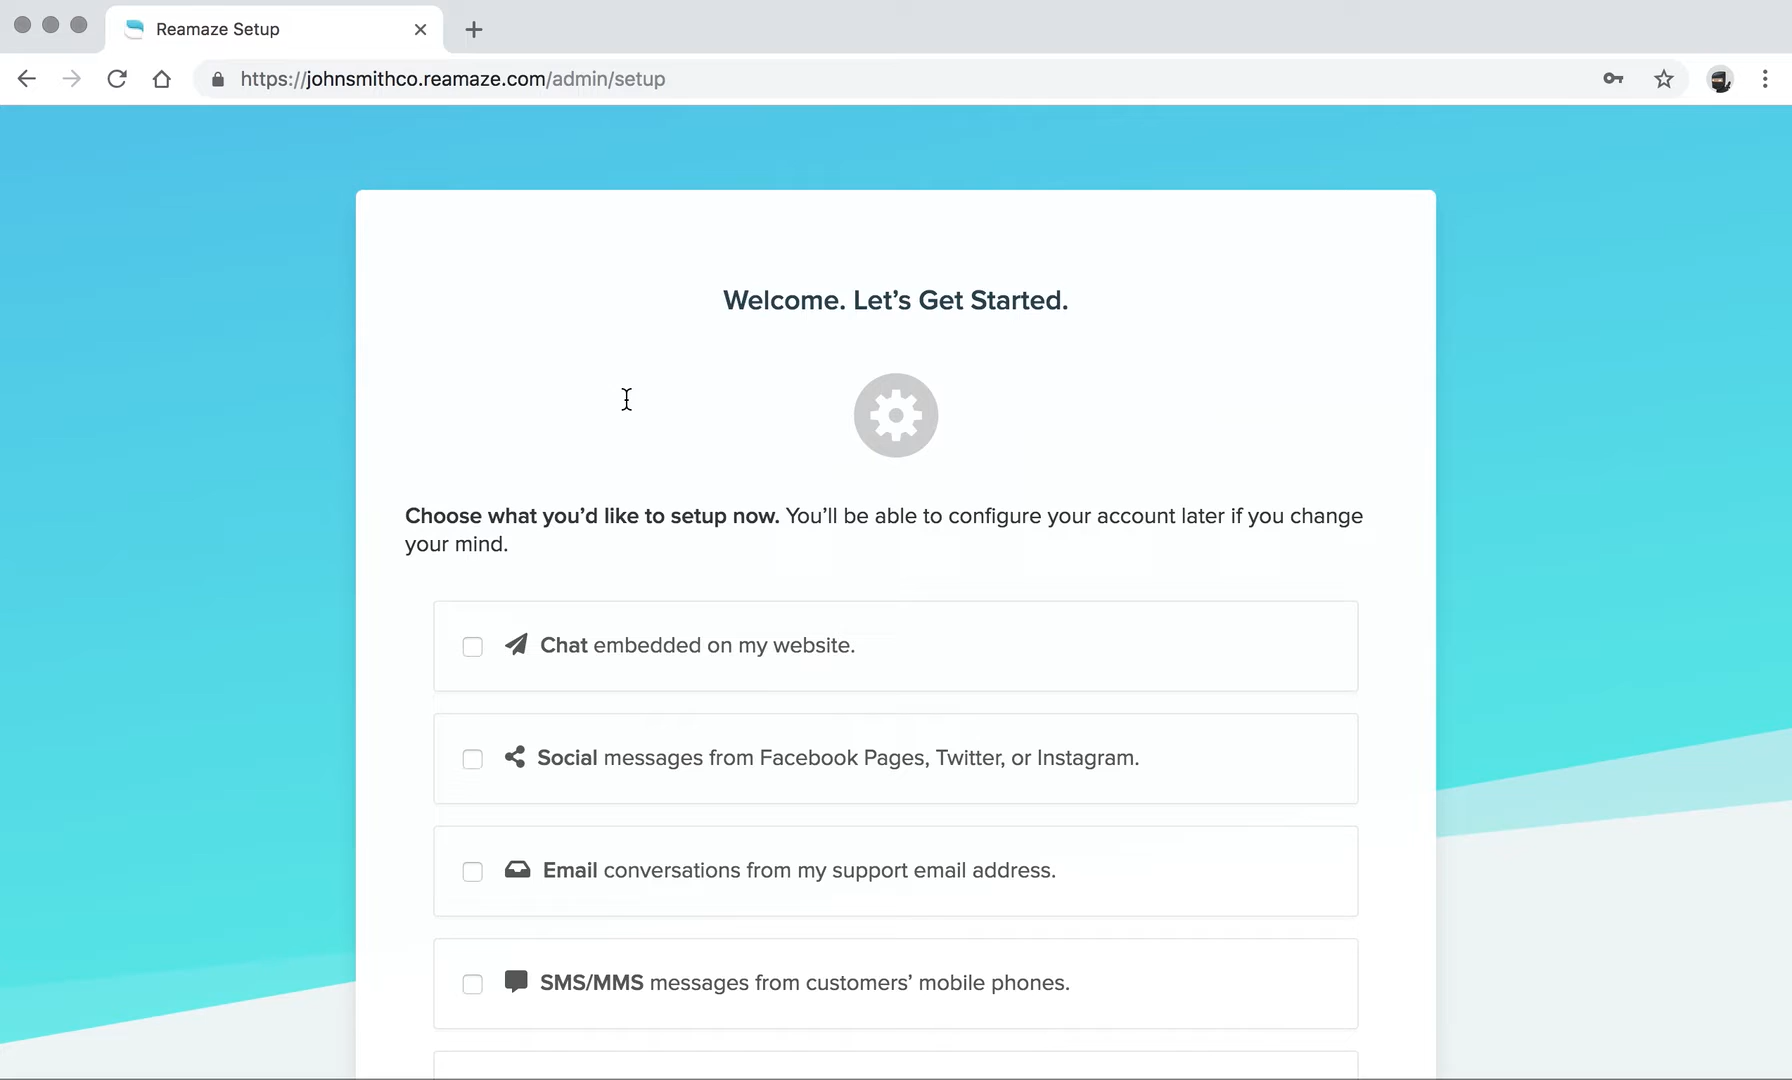 Reamaze Setup
https://johnsmithco.reamaze.com/admin/setup
Welcome. Let’s Get Started.
Choose what you’d like to setup now. You’ll be able to configure your account later if you change
your mind.
Chat embedded on my website.
Social messages from Facebook Pages, Twitter, or Instagram.
Email conversations from my support email address.
SMS/MMS messages from customers’ mobile phones.